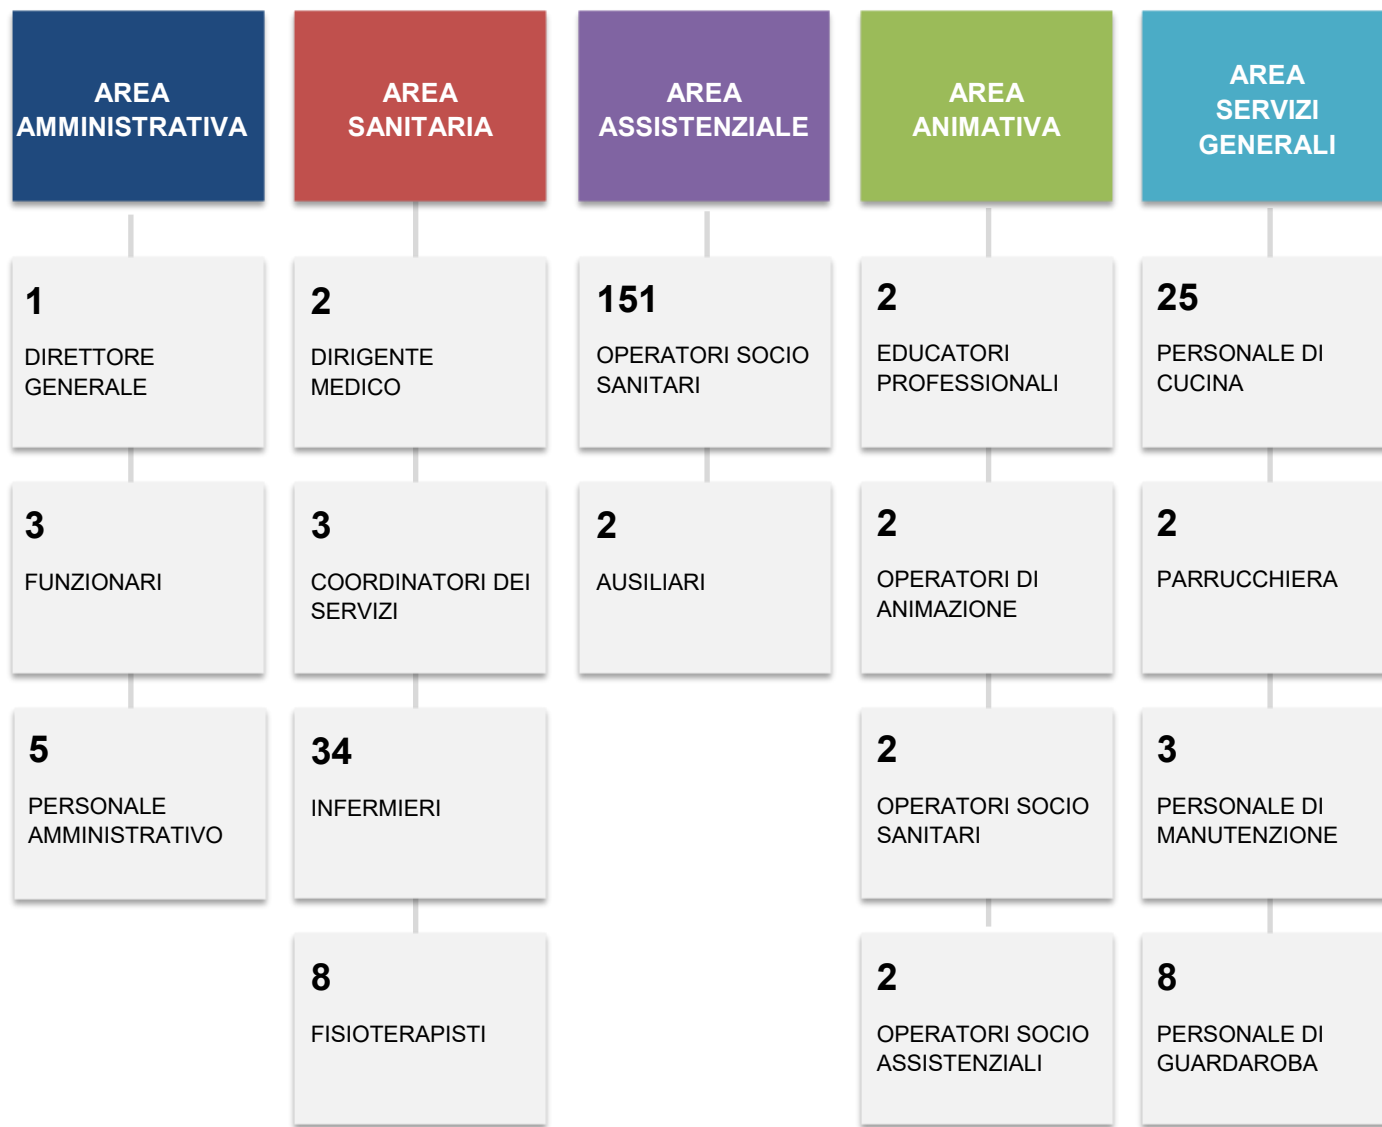 AREA
AMMINISTRATIVA
1
DIRETTORE
GENERALE
3
FUNZIONARI
5
PERSONALE
AMMINISTRATIVO
AREA
SANITARIA
2
DIRIGENTE
MEDICO
3
COORDINATORI DEI
SERVIZI
34
INFERMIERI
8
FISIOTERAPISTI
AREA
ASSISTENZIALE
151
OPERATORI SOCIO
SANITARI
2
AUSILIARI
AREA
ANIMATIVA
2
EDUCATORI
PROFESSIONALI
2
OPERATORI DI
ANIMAZIONE
2
OPERATORI SOCIO
SANITARI
2
OPERATORI SOCIO
ASSISTENZIALI
AREA
SERVIZI
GENERALI
25
PERSONALE DI
CUCINA
2
PARRUCCHIERA
3
PERSONALE DI
MANUTENZIONE
8
PERSONALE DI
GUARDAROBA